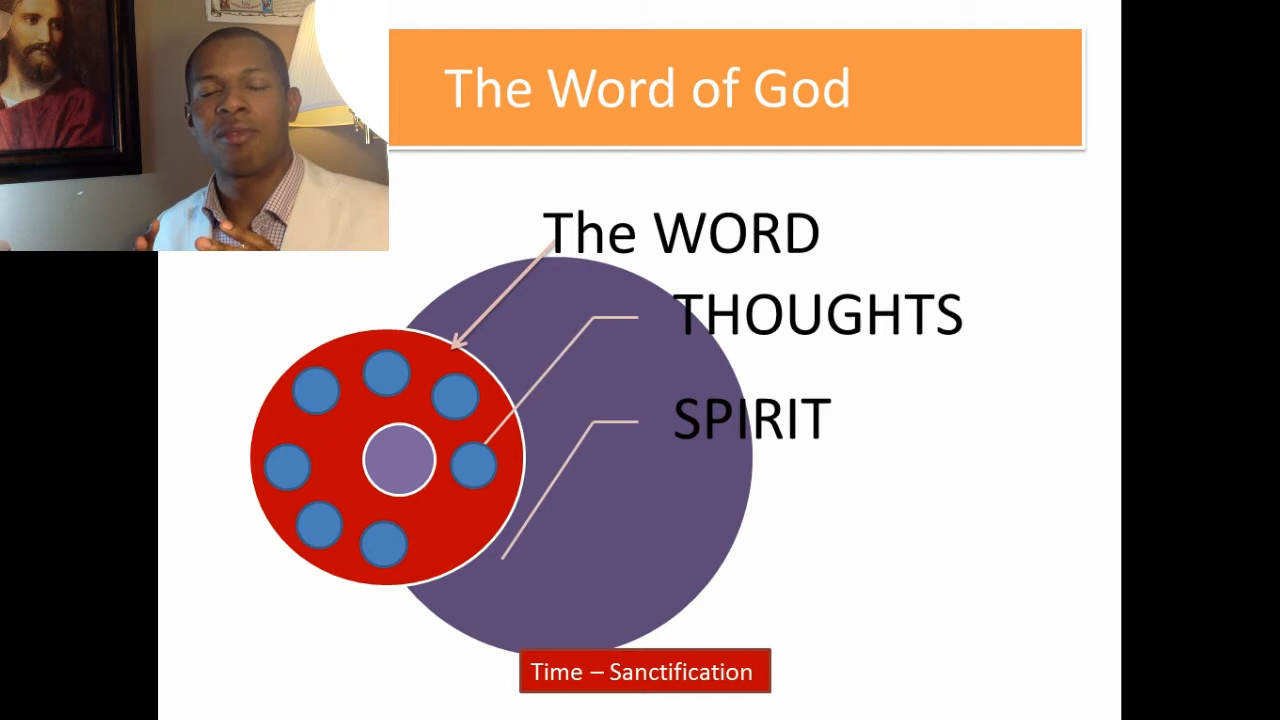 The Word of God
The WORD
THOUGHTS
SPIRIT
Time – Sanctification